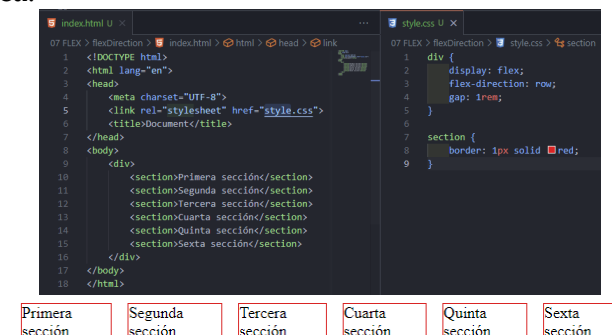 index.html U ×
...
07 FLEX > flexDirection > index.html > html > head > link
1 <!DOCTYPE html>
2 <html lang="en">
3 <head>
4 <meta charset="UTF-8">
5 <link rel="stylesheet" href="style.css">
6 <title>Document</title>
7 </head>
8 <body>
9 <div>
10 <section>Primera sección</section>
11 <section>Segunda sección</section>
12 <section>Tercera sección</section>
13 <section>Cuarta sección</section>
14 <section>Quinta sección</section>
15 <section>Sexta sección</section>
16 </div>
17 </body>
18 </html>
style.css U ×
07 FLEX > flexDirection > style.css > section
1 div {
2 display: flex;
3 flex-direction: row;
4 gap: 1rem;
5 }
6
7 section {
8 border: 1px solid red;
9 }
Primera Segunda Tercera Cuarta Quinta Sexta
sección sección sección sección sección sección